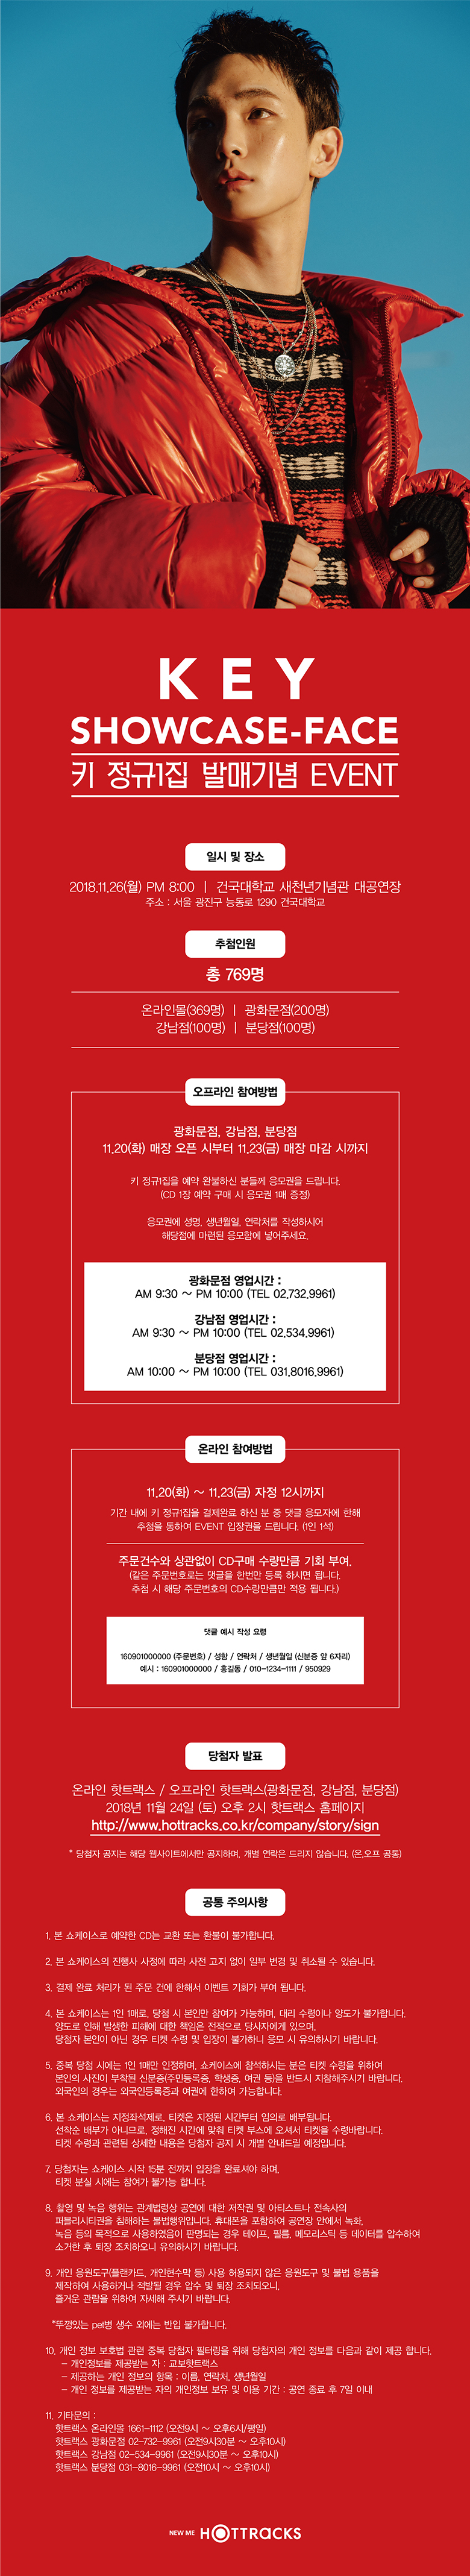 KEY
SHOWCASE-FACE
키 정규1집 발매기념 EVENT
일시 및 장소
2018.11.26(월) PM 8:00 | 건국대학교 새천년기념관 대공연장
주소 : 서울 광진구 능동로 1290 건국대학교
추첨인원
총 769명
온라인몰(369명) | 광화문점(200명)
강남점(100명) | 분당점(100명)
오프라인 참여방법
광화문점, 강남점, 분당점
11.20(화) 매장 오픈 시부터 11.23(금) 매장 마감 시까지
키 정규1집을 예약 완불하신 분들께 응모권을 드립니다.
(CD 1장 예약 구매 시 응모권 1매 증정)
응모권에 성명, 생년월일, 연락처를 작성하시어
해당점에 마련된 응모함에 넣어주세요.
광화문점 영업시간 :
AM 9:30 ~ PM 10:00 (TEL 02.732.9961)
강남점 영업시간 :
AM 9:30 ~ PM 10:00 (TEL 02.534.9961)
분당점 영업시간 :
AM 10:00 ~ PM 10:00 (TEL 031.8016.9961)
온라인 참여방법
11.20(화) ~ 11.23(금) 자정 12시까지
기간 내에 키 정규1집을 결제완료 하신 분 중 댓글 응모자에 한해
추첨을 통하여 EVENT 입장권을 드립니다. (1인 1석)
주문건수와 상관없이 CD구매 수량만큼 기회 부여.
(같은 주문번호로는 댓글을 한번만 등록 하시면 됩니다.
추첨 시 해당 주문번호의 CD수량만큼만 적용 됩니다.)
댓글 예시 작성 요령
160901000000 (주문번호) / 성함 / 연락처 / 생년월일 (신분증 앞 6자리)
예시 : 160901000000 / 홍길동 / 010-1234-1111 / 950929
당첨자 발표
온라인 핫트랙스 / 오프라인 핫트랙스(광화문점, 강남점, 분당점)
2018년 11월 24일 (토) 오후 2시 핫트랙스 홈페이지
http://www.hottracks.co.kr/company/story/sign
* 당첨자 공지는 해당 웹사이트에서만 공지하며, 개별 연락은 드리지 않습니다. (온,오프 공통)
공통 주의사항
1. 본 쇼케이스로 예약한 CD는 교환 또는 환불이 불가합니다.
2. 본 쇼케이스의 진행사 사정에 따라 사전 고지 없이 일부 변경 및 취소될 수 있습니다.
3. 결제 완료 처리가 된 주문 건에 한해서 이벤트 기회가 부여 됩니다.
4. 본 쇼케이스는 1인 1매로, 당첨 시 본인만 참여가 가능하며, 대리 수령이나 양도가 불가합니다.
양도로 인해 발생한 피해에 대한 책임은 전적으로 당사자에게 있으며,
당첨자 본인이 아닌 경우 티켓 수령 및 입장이 불가하니 응모 시 유의하시기 바랍니다.
5. 중복 당첨 시에는 1인 1매만 인정하며, 쇼케이스에 참석하시는 분은 티켓 수령을 위하여
본인의 사진이 부착된 신분증(주민등록증, 학생증, 여권 등)을 반드시 지참해주시기 바랍니다.
외국인의 경우는 외국인등록증과 여권에 한하여 가능합니다.
6. 본 쇼케이스는 지정좌석제로, 티켓은 지정된 시간부터 임의로 배부됩니다.
선착순 배부가 아니므로, 정해진 시간에 맞춰 티켓 부스에 오셔서 티켓을 수령바랍니다.
티켓 수령과 관련된 상세한 내용은 당첨자 공지 시 개별 안내드릴 예정입니다.
7. 당첨자는 쇼케이스 시작 15분 전까지 입장을 완료셔야 하며,
티켓 분실 시에는 참여가 불가능 합니다.
8. 촬영 및 녹음 행위는 관계법령상 공연에 대한 저작권 및 아티스트나 전속사의
퍼블리시티권을 침해하는 불법행위입니다. 휴대폰을 포함하여 공연장 안에서 녹화,
녹음 등의 목적으로 사용하였음이 판명되는 경우 테이프, 필름, 메모리스틱 등 데이터를 압수하여
소거한 후 퇴장 조치하오니 유의하시기 바랍니다.
9. 개인 응원도구(플랜카드, 개인현수막 등) 사용 허용되지 않은 응원도구 및 불법 용품을
제작하여 사용하거나 적발될 경우 압수 및 퇴장 조치되오니,
즐거운 관람을 위하여 자세해 주시기 바랍니다.
*뚜껑있는 pet병 생수 외에는 반입 불가합니다.
10. 개인 정보 보호법 관련 중복 당첨자 필터링을 위해 당첨자의 개인 정보를 다음과 같이 제공 합니다.
- 개인정보를 제공받는 자 : 교보핫트랙스
- 제공하는 개인 정보의 항목 : 이름, 연락처, 생년월일
- 개인 정보를 제공받는 자의 개인정보 보유 및 이용 기간 : 공연 종료 후 7일 이내
11. 기타문의 :
핫트랙스 온라인몰 1661-1112 (오전9시 ~ 오후6시/평일)
핫트랙스 광화문점 02-732-9961 (오전9시30분 ~ 오후10시)
핫트랙스 강남점 02-534-9961 (오전9시30분 ~ 오후10시)
핫트랙스 분당점 031-8016-9961 (오전10시 ~ 오후10시)
NEW ME HOTTRACKS